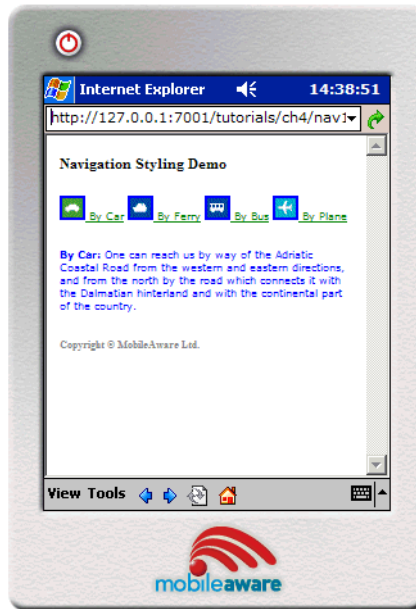 Internet Explorer 14:38:51
http://127.0.0.1:7001/tutorials/ch4/nav1
Navigation Styling Demo
By Car By Ferry By Bus By Plane
By Car: One can reach us by way of the Adriatic
Coastal Road from the western and eastern directions,
and from the north by the road which connects it with
the Dalmatian hinterland and with the continental part
of the country.
Copyright © MobileAware Ltd.
View Tools
mobileaware